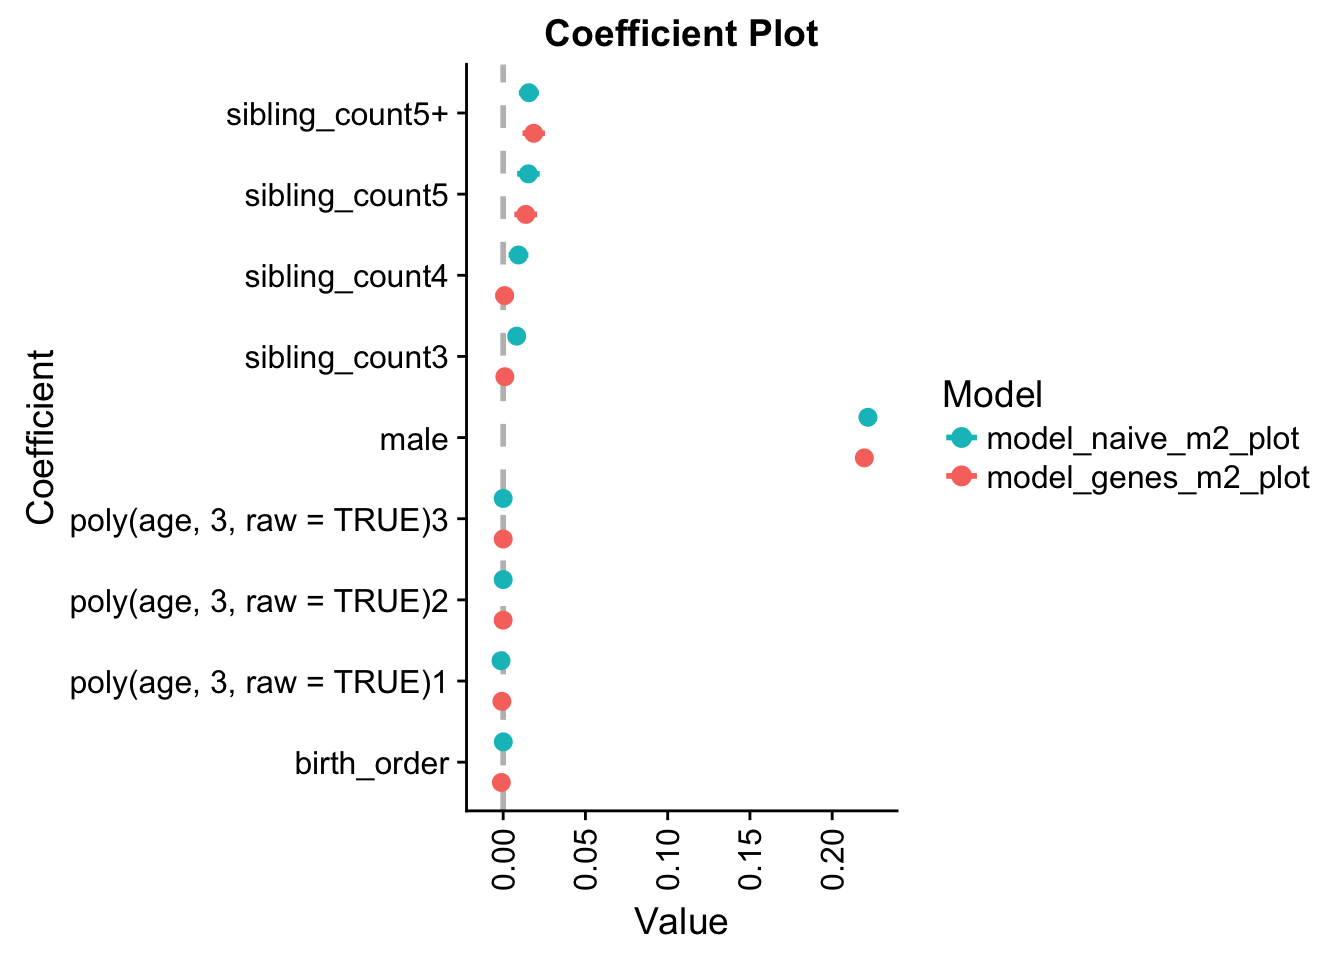 Coefficient Plot
sibling_count5+
sibling_count5
sibling_count4
sibling_count3
male
poly(age, 3, raw = TRUE)3
poly(age, 3, raw = TRUE)2
poly(age, 3, raw = TRUE)1
birth_order
Coefficient
0.00
0.05
0.10
0.15
0.20
Value
Model
model_naive_m2_plot
model_genes_m2_plot